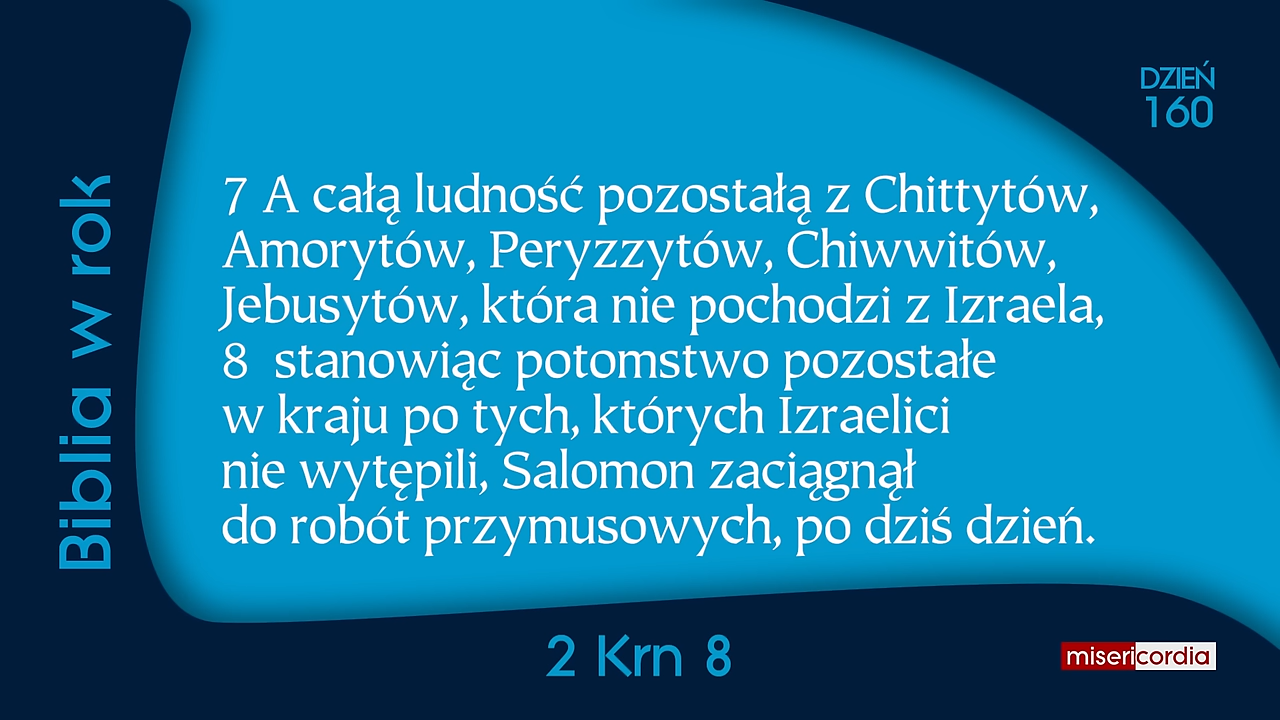 DZIEŃ
160
Biblia w rok
7 A całą ludność pozostałą z Chittytów,
Amorytów, Peryzzytów, Chiwwitów,
Jebusytów, która nie pochodzi z Izraela,
8 stanowiąc potomstwo pozostałe
w kraju po tych, których Izraelici
nie wytępili, Salomon zaciągnął
do robót przymusowych, po dziś dzień.
2 Krn 8
misericordia